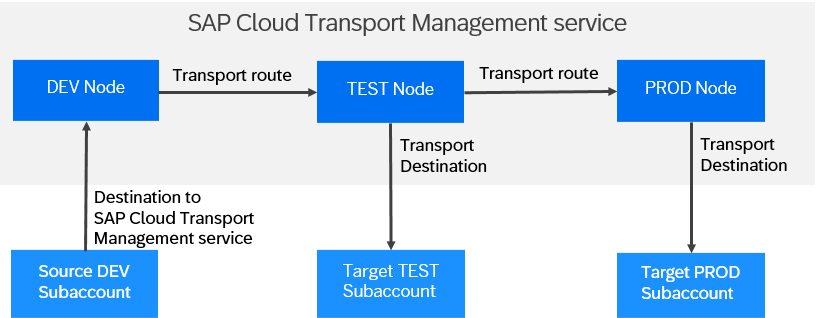 SAP Cloud Transport Management service
DEV Node
Transport route
TEST Node
Transport route
PROD Node
Transport
Destination
Transport
Destination
Destination to
SAP Cloud Transport
Management service
Source DEV
Subaccount
Target TEST
Subaccount
Target PROD
Subaccount